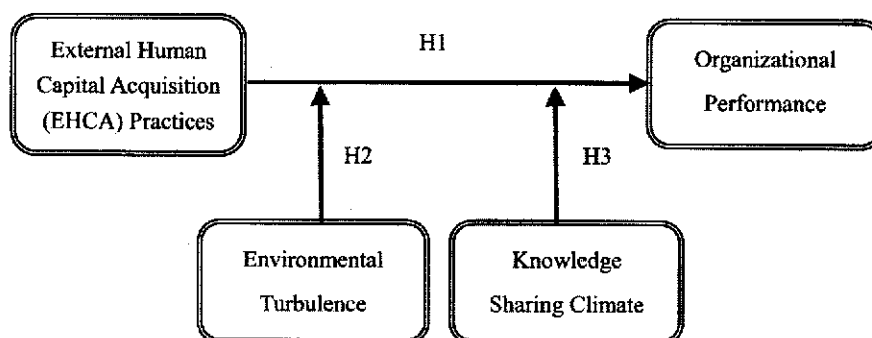 External Human
Capital Acquisition
(EHCA) Practices
H1
Organizational
Performance
H2
H3
Environmental
Turbulence
Knowledge
Sharing Climate